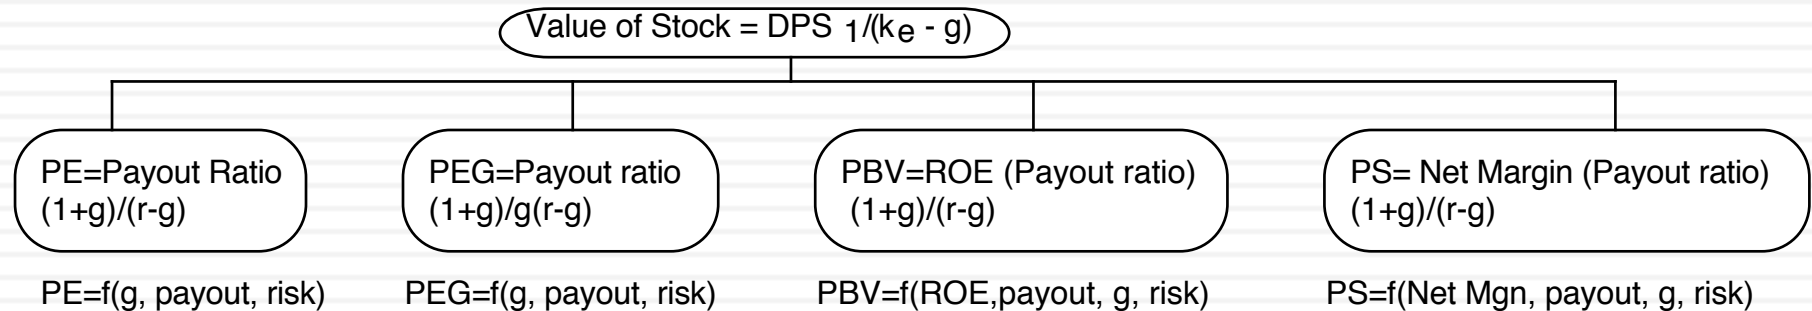 Value of Stock = DPS 1/(ke - g)
PE=Payout Ratio
(1+g)/(r-g)
PEG=Payout ratio
(1+g)/g(r-g)
PBV=ROE (Payout ratio)
(1+g)/(r-g)
PS= Net Margin (Payout ratio)
(1+g)/(r-g)
PE=f(g, payout, risk)
PEG=f(g, payout, risk)
PBV=f(ROE,payout, g, risk)
PS=f(Net Mgn, payout, g, risk)